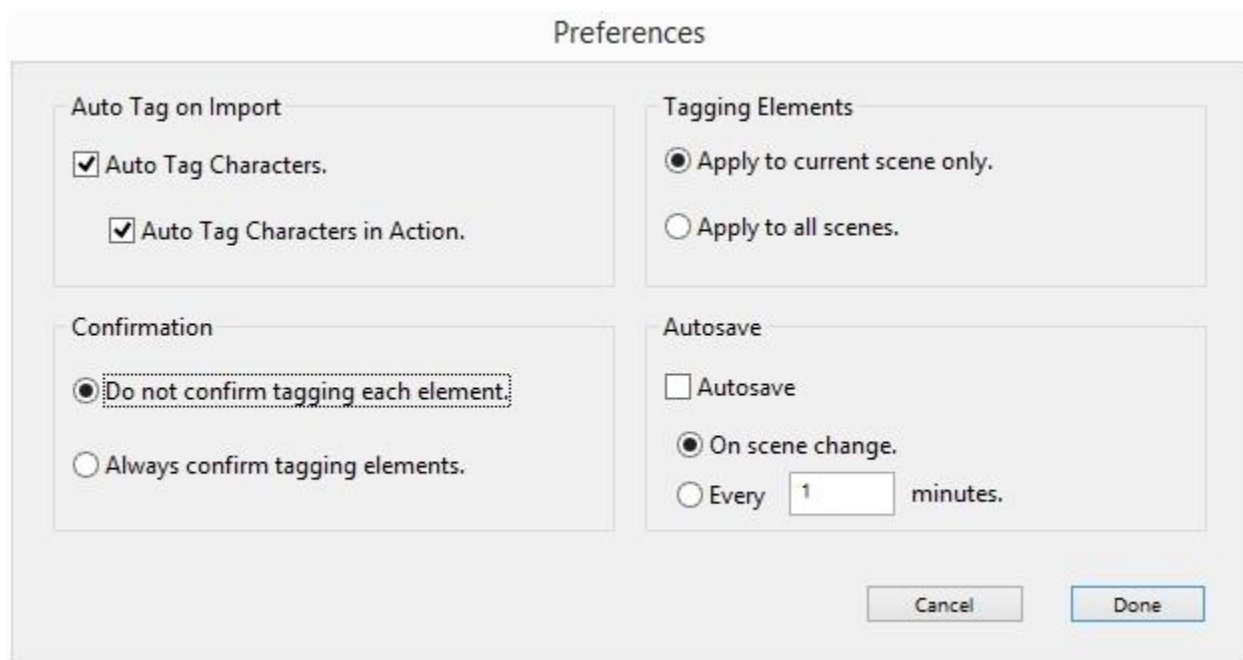 Preferences
Auto Tag on Import
Auto Tag Characters.
Auto Tag Characters in Action.
Tagging Elements
Apply to current scene only.
Apply to all scenes.
Confirmation
Do not confirm tagging each element.
Always confirm tagging elements.
Autosave
Autosave
On scene change.
Every 1 minutes.
Cancel Done